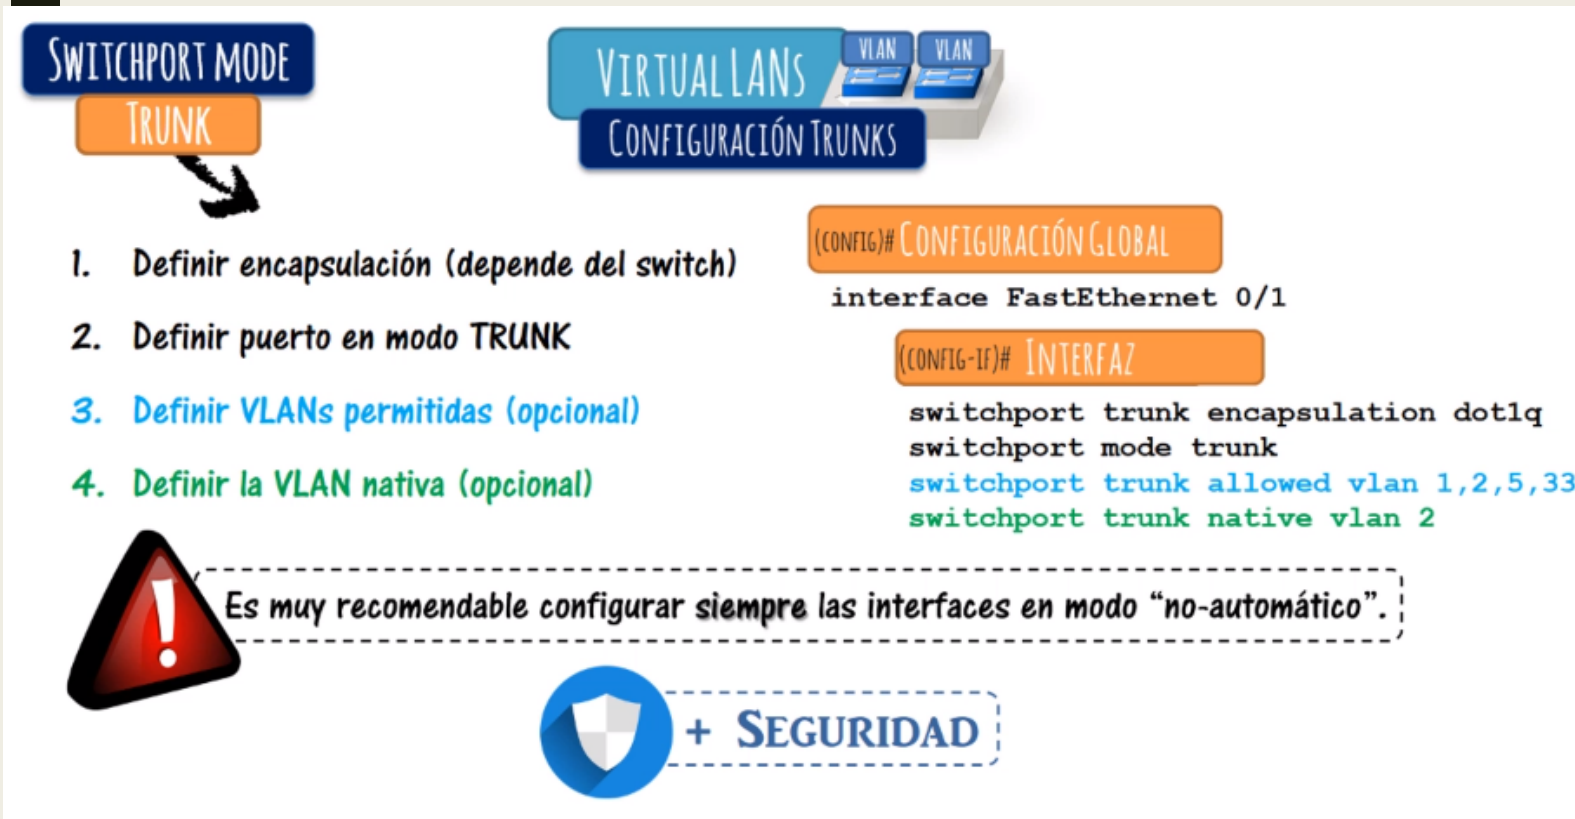 SWITCHPORT MODE
TRUNK
VIRTUAL LANS
VLAN
VLAN
CONFIGURACIÓN TRUNKS
1. Definir encapsulación (depende del switch)
2. Definir puerto en modo TRUNK
3. Definir VLANs permitidas (opcional)
4. Definir la VLAN nativa (opcional)
(CONFIG)# CONFIGURACIÓN GLOBAL
interface FastEthernet 0/1
(CONFIG-IF)# INTERFAZ
switchport trunk encapsulation dot1q
switchport mode trunk
switchport trunk allowed vlan 1,2,5,33
switchport trunk native vlan 2
Es muy recomendable configurar siempre las interfaces en modo “no-automático”.
+ SEGURIDAD